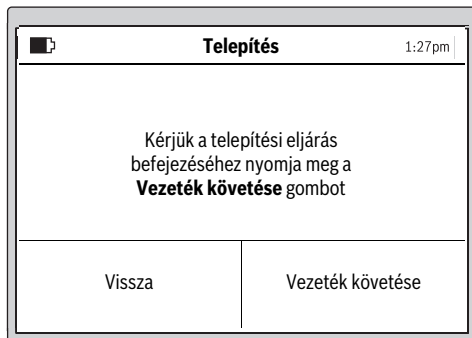 Telepítés 1:27pm
Kérjük a telepítési eljárás
befejezéséhez nyomja meg a
Vezeték követése gombot
Vissza Vezeték követése